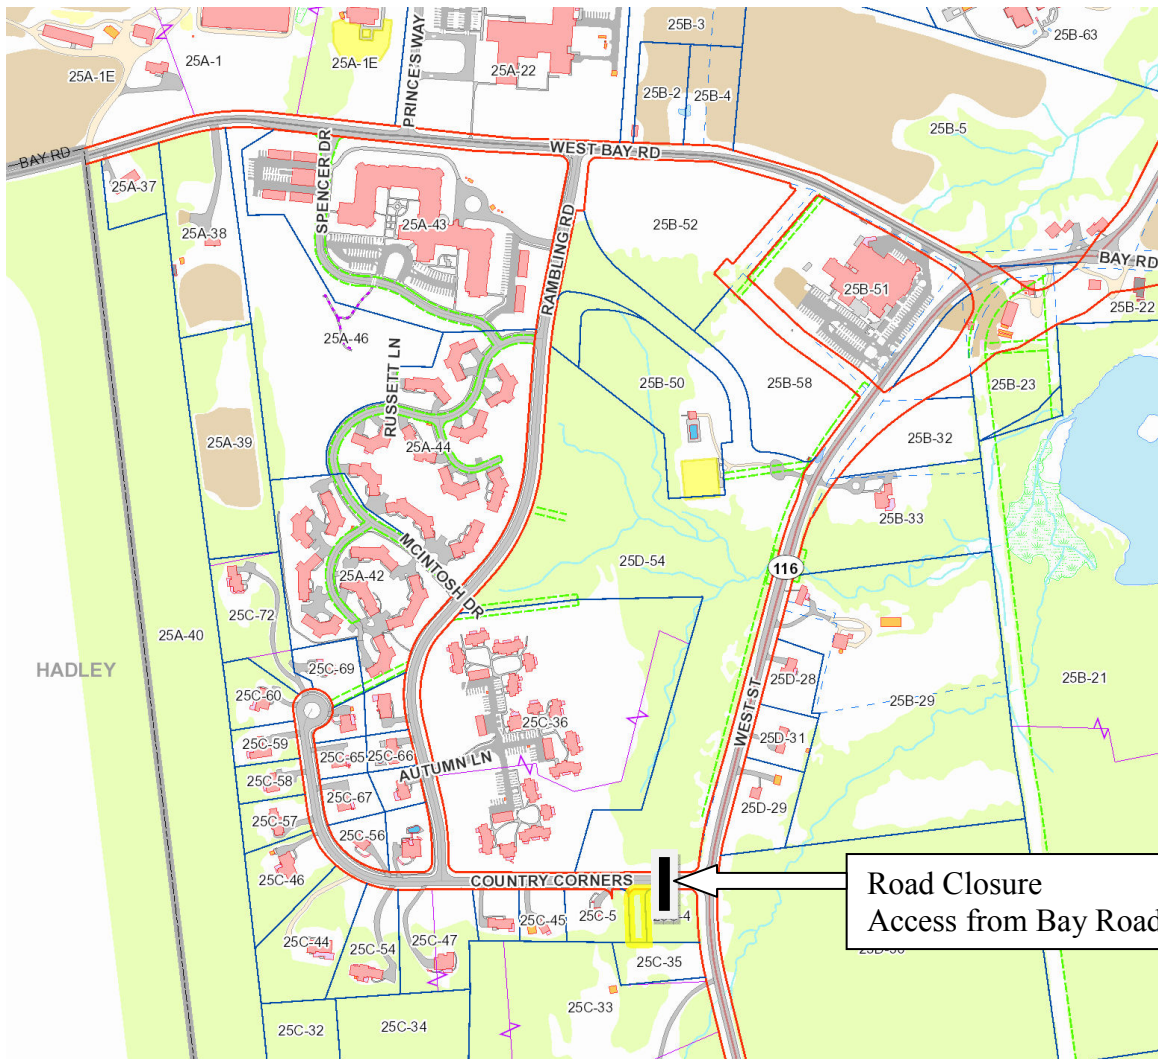 25B-3
25B-63
25A-1
25A-1E
25A-1E
PRINCE'S WAY
25A-22
25B-2
25B-4
25B-5
SPENCER DR
WEST BAY RD
BAY RD
25A-37
25A-38
25A-43
RAMBLING RD
25B-52
BAY RD
25B-51
25B-22
25A-46
RUSSETT LN
25B-50
25B-58
25B-23
25A-39
25A-44
25B-32
25B-33
MCINTOSH DR
25D-54
116
25A-42
25C-72
25A-40
HADLEY
25C-69
25C-60
25D-28
25B-29
25B-21
25C-59
25C-65
25C-66
25C-36
WEST ST
25D-31
AUTUMN LN
25C-58
25C-67
25D-29
25C-57
25C-56
25C-46
COUNTRY CORNERS
Road Closure
Access from Bay Road
25C-45
25C-5
25C-44
25C-54
25C-47
25C-35
25C-33
25C-32
25C-34